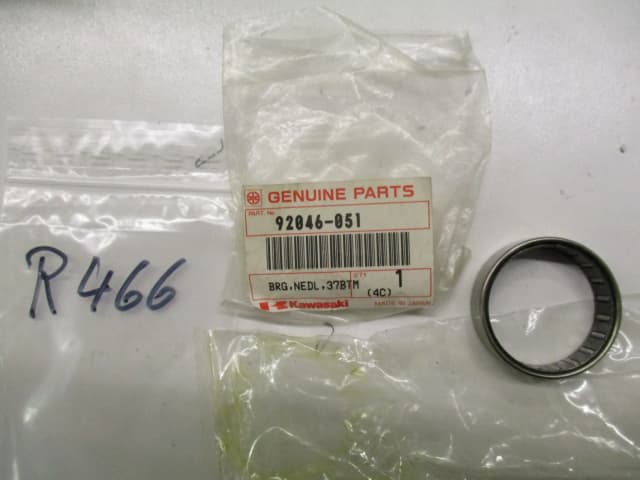 GENUINE PARTS
PART No.
92046-051
BRG,NEDL,37BTM
QTY
1
(4C)
Kawasaki
MADE IN JAPAN
R466